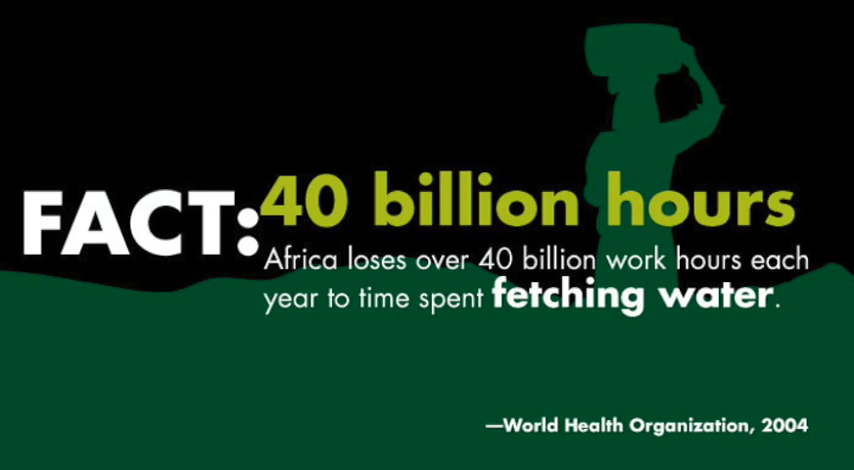 FACT:
40 billion hours
Africa loses over 40 billion work hours each
year to time spent fetching water.
—World Health Organization, 2004